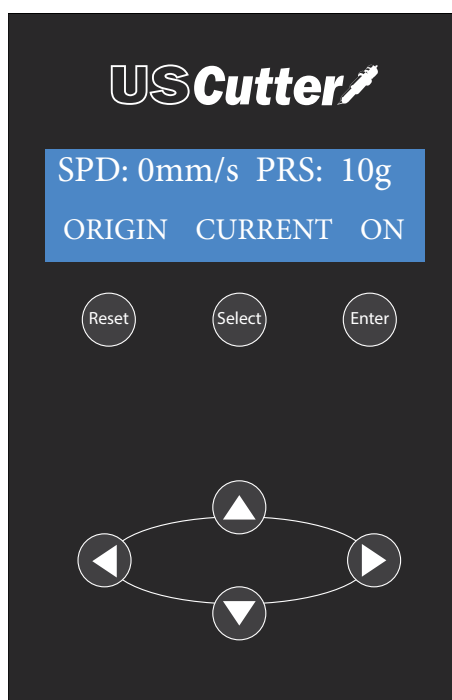 USCutter
SPD: 0mm/s PRS: 10g
ORIGIN CURRENT ON
Reset Select Enter